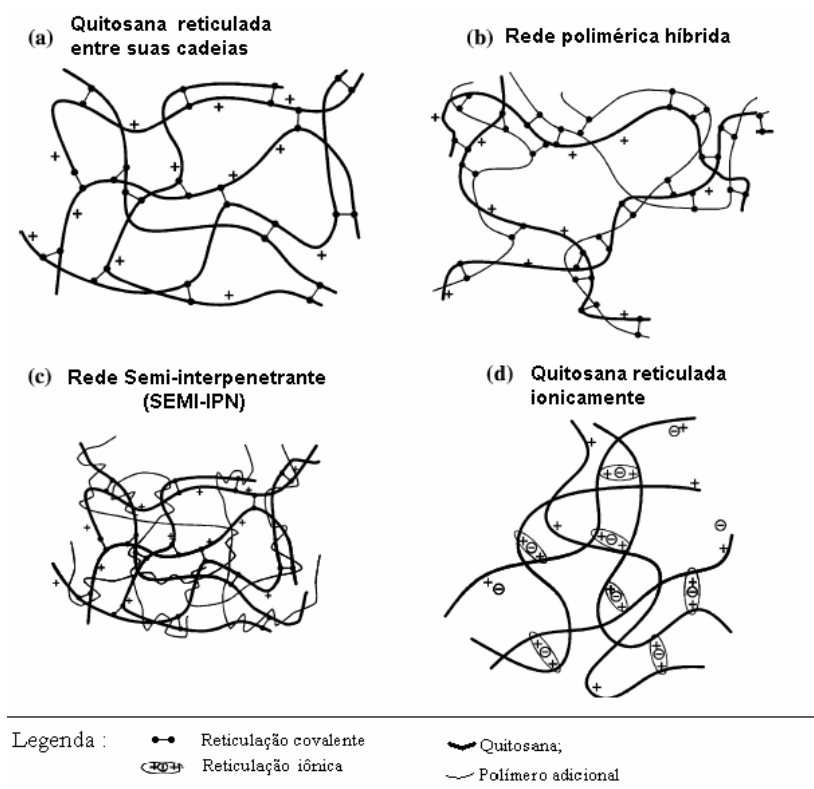 (a) Quitosana reticulada
entre suas cadeias
(b) Rede polimérica híbrida
(c) Rede Semi-interpenetrante
(SEMI-IPN)
(d) Quitosana reticulada
ionicamente
Legenda :
Reticulação covalente
Reticulação iônica
Quitosana;
Polímero adicional